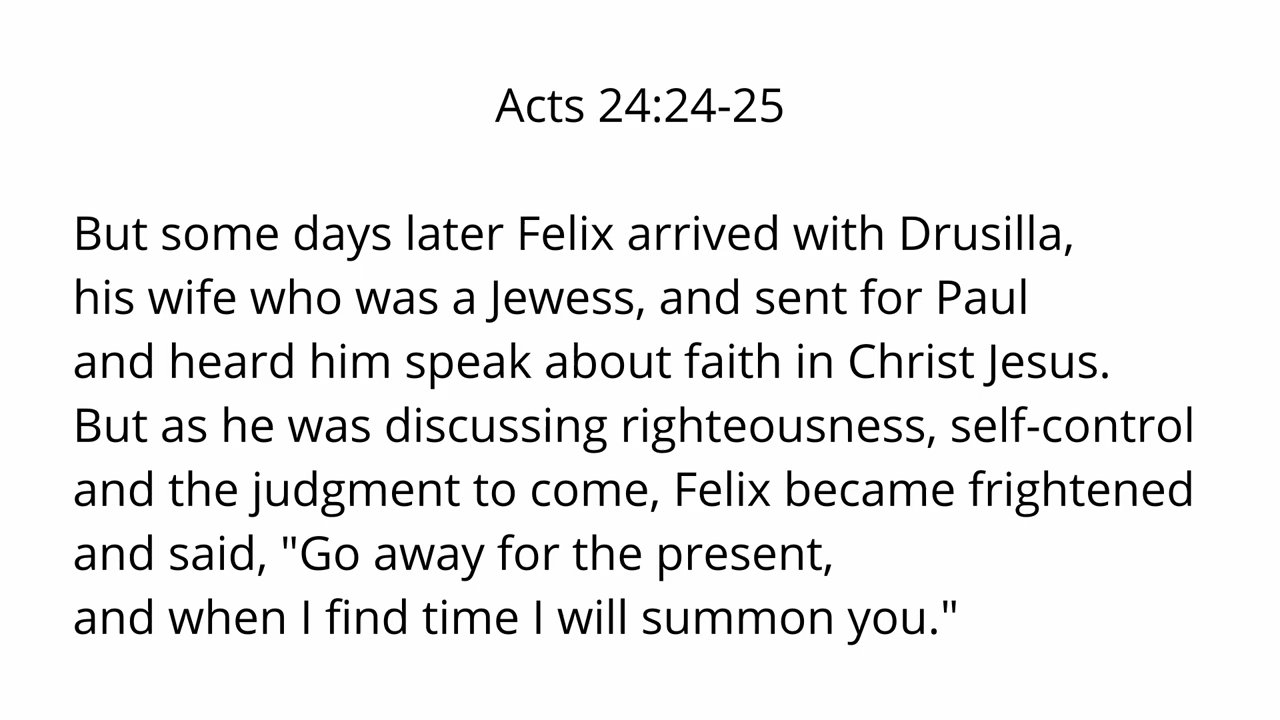 Acts 24:24-25
But some days later Felix arrived with Drusilla,
his wife who was a Jewess, and sent for Paul
and heard him speak about faith in Christ Jesus.
But as he was discussing righteousness, self-control
and the judgment to come, Felix became frightened
and said, "Go away for the present,
and when I find time I will summon you."